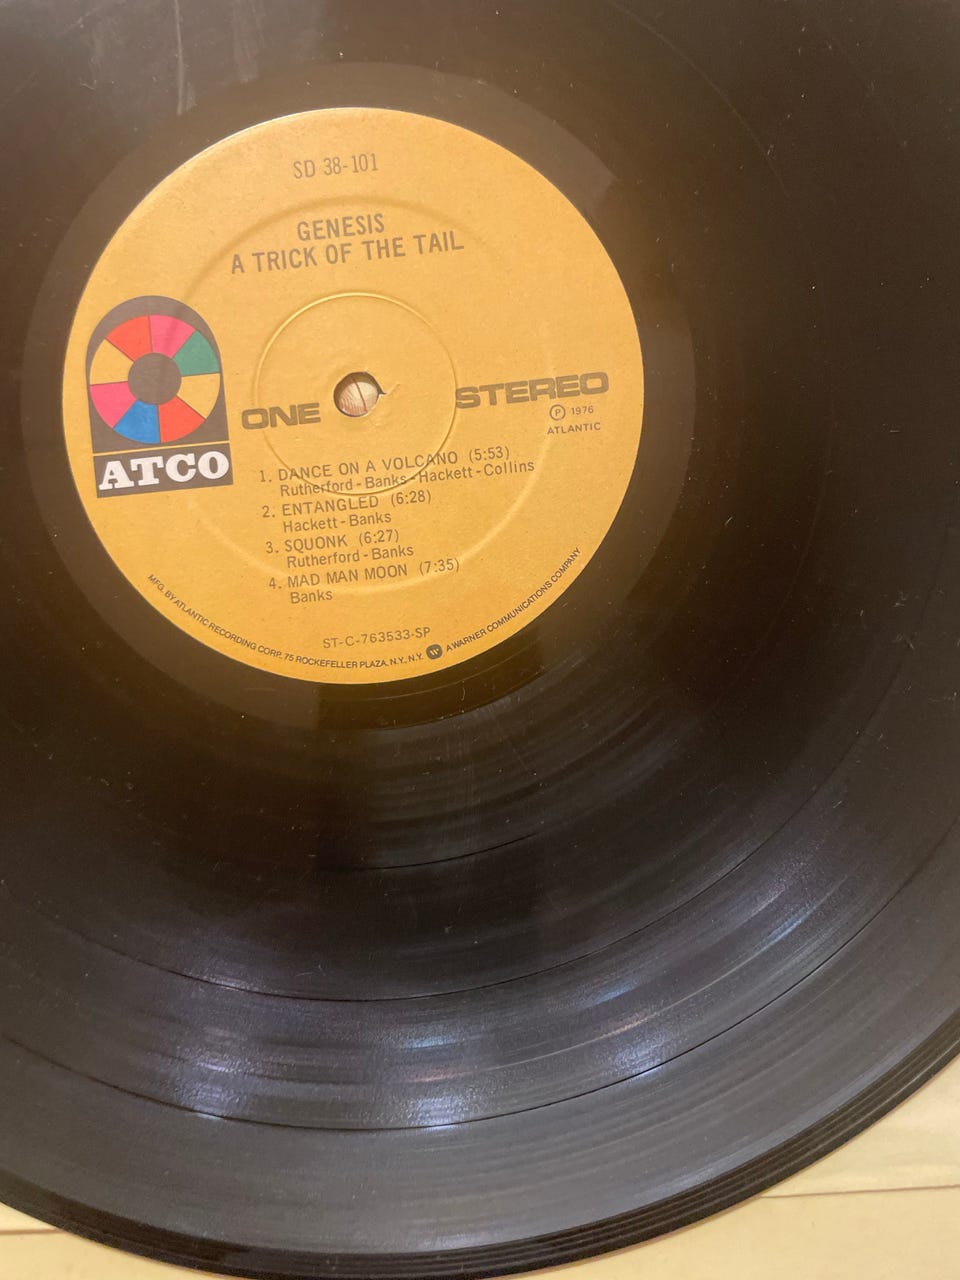 SD 38-101
GENESIS
A TRICK OF THE TAIL
ATCO
ONE
STEREO
Ⓟ 1976
ATLANTIC
1. DANCE ON A VOLCANO (5:53)
Rutherford-Banks-Hackett-Collins
2. ENTANGLED (6:28)
Hackett-Banks
3. SQUONK (6:27)
Rutherford-Banks
4. MAD MAN MOON (7:35)
Banks
ST-C-763533-SP
MFG. BY ATLANTIC RECORDING CORP., 75 ROCKEFELLER PLAZA, N.Y., N.Y. W A WARNER COMMUNICATIONS COMPANY